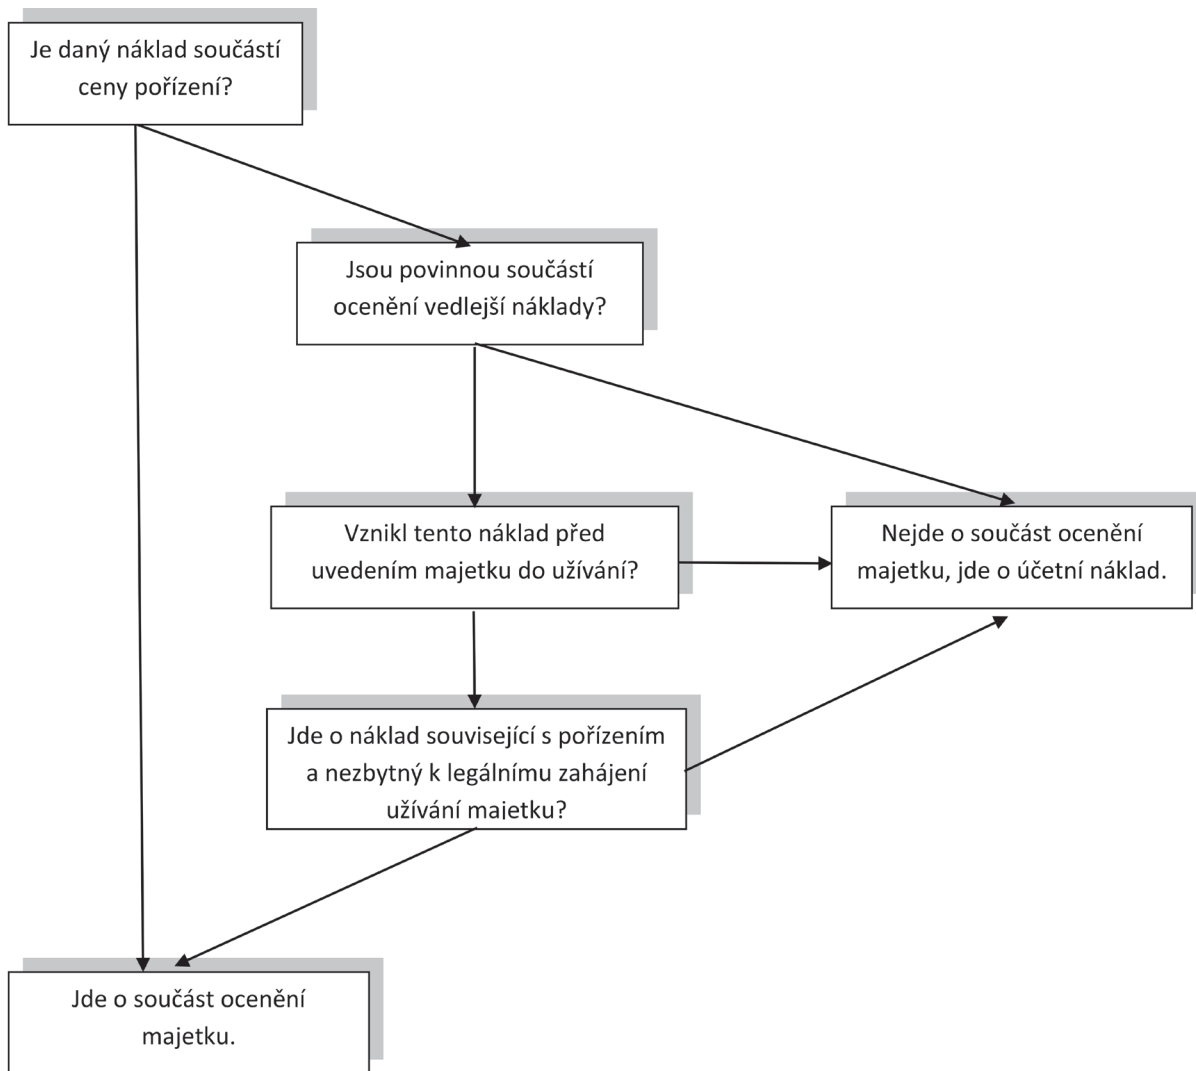 Je daný náklad součástí
ceny pořízení?
Jsou povinnou součástí
ocenění vedlejší náklady?
Vznikl tento náklad před
uvedením majetku do užívání?
Nejde o součást ocenění
majetku, jde o účetní náklad.
Jde o náklad související s pořízením
a nezbytný k legálnímu zahájení
užívání majetku?
Jde o součást ocenění
majetku.